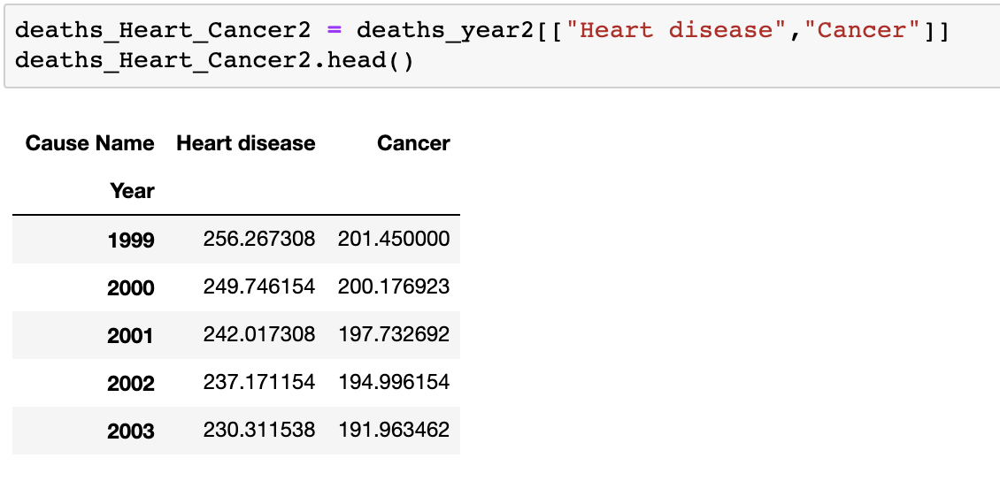 deaths_Heart_Cancer2 = deaths_year2[["Heart disease","Cancer"]]
deaths_Heart_Cancer2.head()
Cause Name Heart disease Cancer
Year
1999 256.267308 201.450000
2000 249.746154 200.176923
2001 242.017308 197.732692
2002 237.171154 194.996154
2003 230.311538 191.963462